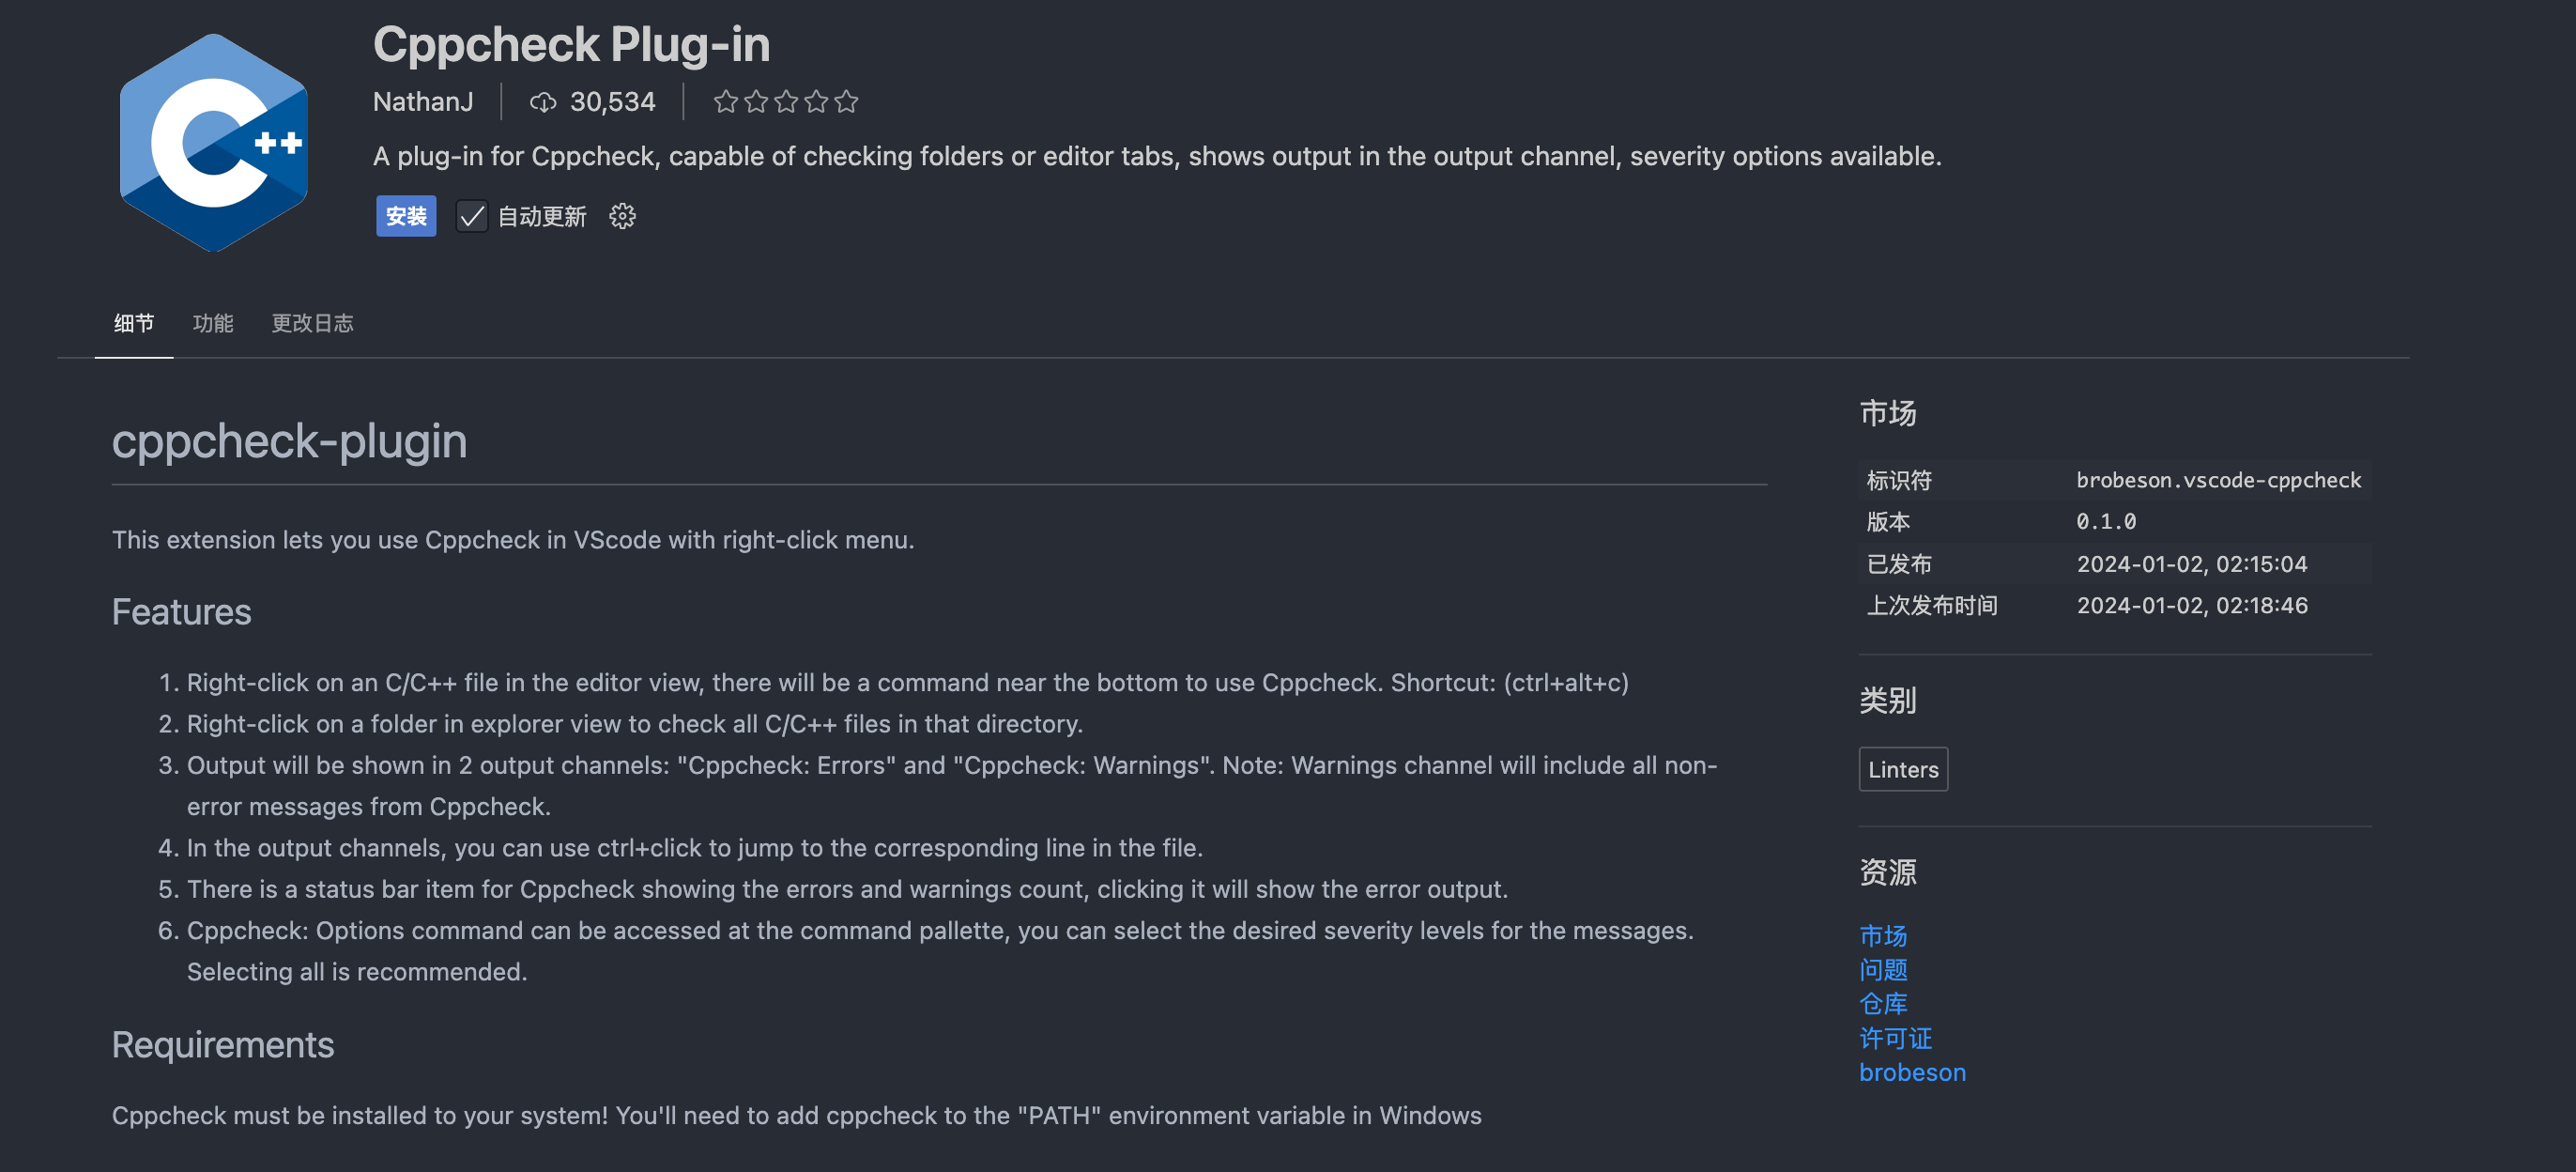 Cppcheck Plug-in
NathanJ
30,534
A plug-in for Cppcheck, capable of checking folders or editor tabs, shows output in the output channel, severity options available.
安装 自动更新
细节 功能 更改日志
cppcheck-plugin
This extension lets you use Cppcheck in VScode with right-click menu.
Features
1. Right-click on an C/C++ file in the editor view, there will be a command near the bottom to use Cppcheck. Shortcut: (ctrl+alt+c)
2. Right-click on a folder in explorer view to check all C/C++ files in that directory.
3. Output will be shown in 2 output channels: "Cppcheck: Errors" and "Cppcheck: Warnings". Note: Warnings channel will include all non-
error messages from Cppcheck.
4. In the output channels, you can use ctrl+click to jump to the corresponding line in the file.
5. There is a status bar item for Cppcheck showing the errors and warnings count, clicking it will show the error output.
6. Cppcheck: Options command can be accessed at the command pallette, you can select the desired severity levels for the messages.
Selecting all is recommended.
Requirements
Cppcheck must be installed to your system! You'll need to add cppcheck to the "PATH" environment variable in Windows
市场
标识符 brobeson.vscode-cppcheck
版本 0.1.0
已发布 2024-01-02, 02:15:04
上次发布时间 2024-01-02, 02:18:46
类别
Linters
资源
市场
问题
仓库
许可证
brobeson
C++